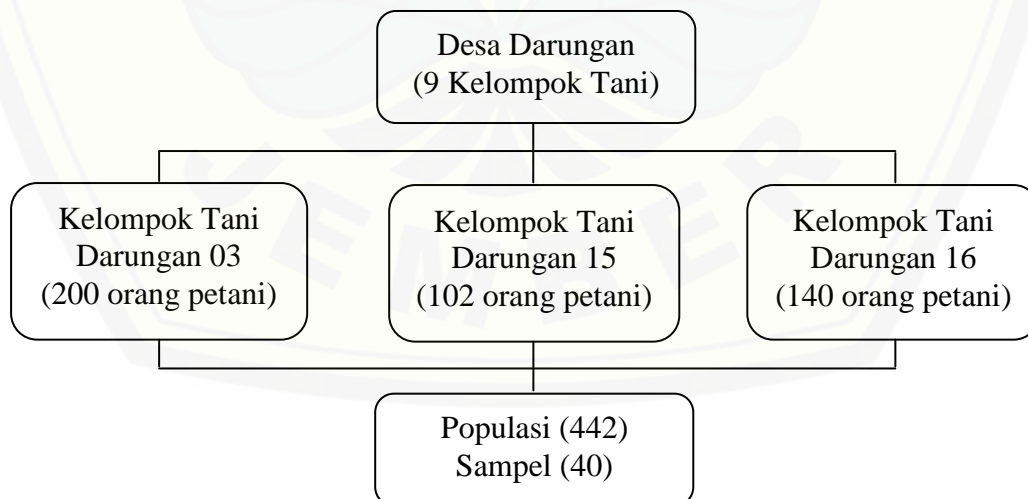 Desa Darungan
(9 Kelompok Tani)
Kelompok Tani
Darungan 03
(200 orang petani)
Kelompok Tani
Darungan 15
(102 orang petani)
Kelompok Tani
Darungan 16
(140 orang petani)
Populasi (442)
Sampel (40)
JEMBER